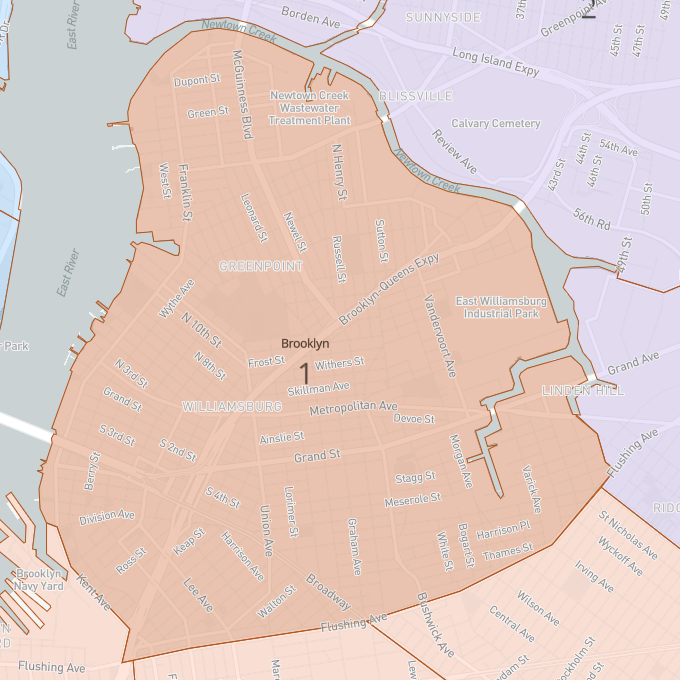 Newtown Creek
Borden Ave
SUNNYSIDE
37th
Greenpoint Ave
2
45th St
47th St
49th
East River
Long Island Expy
Dupont St
McGuinness Blvd
Green St
Newtown Creek
Wastewater
Treatment Plant
BLISSVILLE
Calvary Cemetery
Review Ave
54th Ave
44th St
46th St
43rd St
50th St
N Henry St
Newtown Creek
West St
Franklin St
Leonard St
Newel St
Russell St
Sutton St
56th Rd
49th St
East River
GREENPOINT
Brooklyn-Queens Expy
Wythe Ave
N 10th St
Vandervoort Ave
East Williamsburg
Industrial Park
Park
Brooklyn
1
N 8th St
Frost St
Withers St
Skillman Ave
N 3rd St
Grand St
WILLIAMSBURG
Metropolitan Ave
Devoe St
Grand Ave
LINDEN HILL
S 3rd St
S 2nd St
Ainslie St
Grand St
Flushing Ave
Berry St
Stagg St
Morgan Ave
Varick Ave
S 4th St
Lorimer St
Meserole St
RIDG
Division Ave
Union Ave
Graham Ave
White St
Bogart St
Harrison Pl
Thames St
St Nicholas Ave
Wyckoff Ave
Keap St
Harrison Ave
Ross St
Irving Ave
Brooklyn
Navy Yard
Kent Ave
Lee Ave
Walton St
Broadway
Flushing Ave
Bushwick Ave
Wilson Ave
Central Ave
Flushing Ave